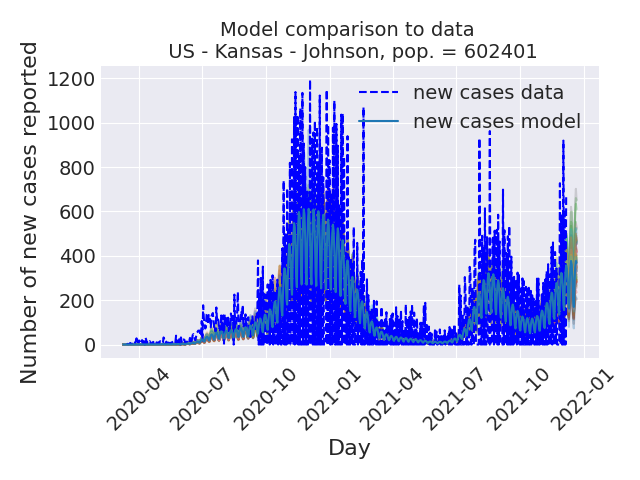 Model comparison to data
US - Kansas - Johnson, pop. = 602401
new cases data
new cases model
Number of new cases reported
1200
1000
800
600
400
200
0
2020-04
2020-07
2020-10
2021-01
2021-04
2021-07
2021-10
2022-01
Day